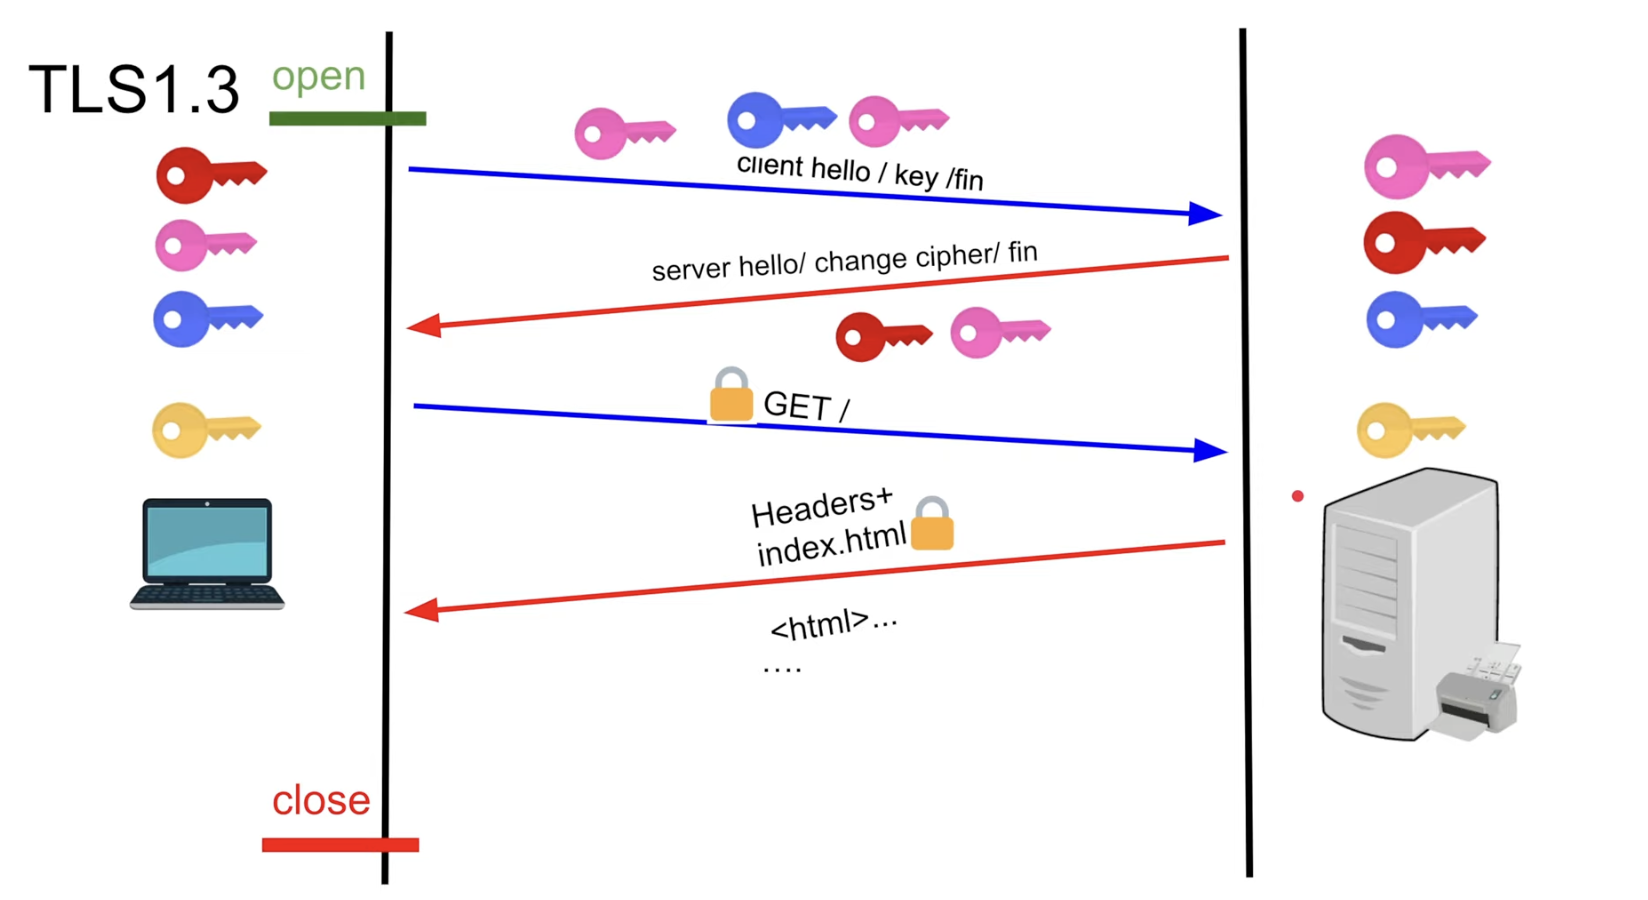 TLS1.3
open
client hello / key /fin
server hello/ change cipher/ fin
GET /
Headers+
index.html
<html>...
....
close